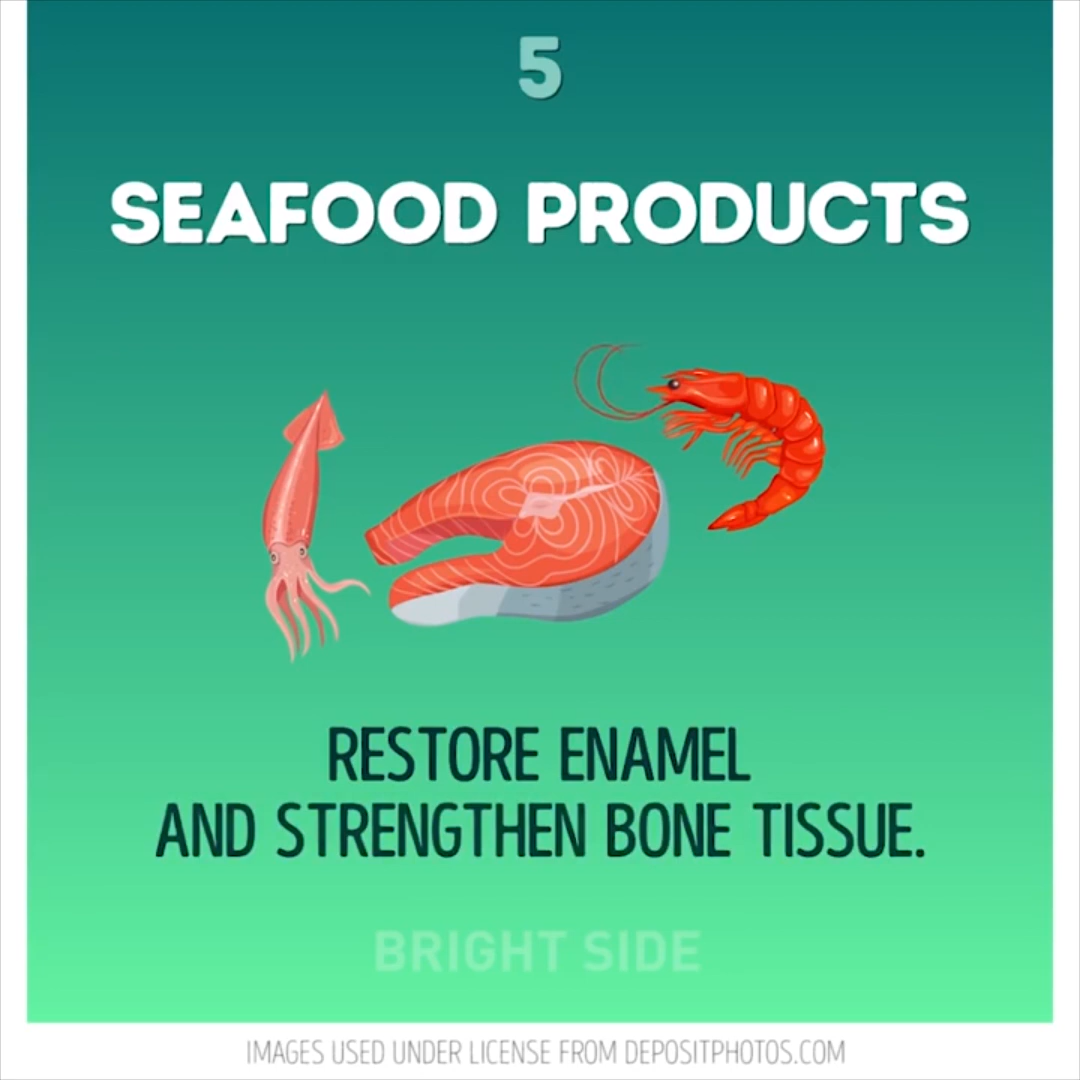 5
SEAFOOD PRODUCTS
RESTORE ENAMEL
AND STRENGTHEN BONE TISSUE.
BRIGHT SIDE
IMAGES USED UNDER LICENSE FROM DEPOSITPHOTOS.COM